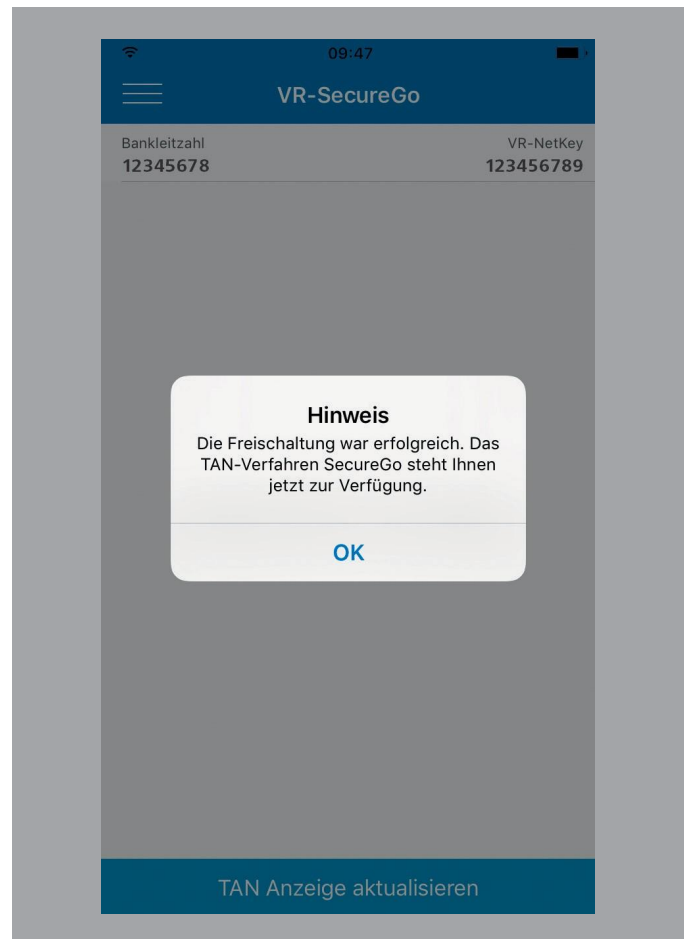 09:47
VR-SecureGo
Bankleitzahl VR-NetKey
12345678 123456789
Hinweis
Die Freischaltung war erfolgreich. Das
TAN-Verfahren SecureGo steht Ihnen
jetzt zur Verfügung.
OK
TAN Anzeige aktualisieren